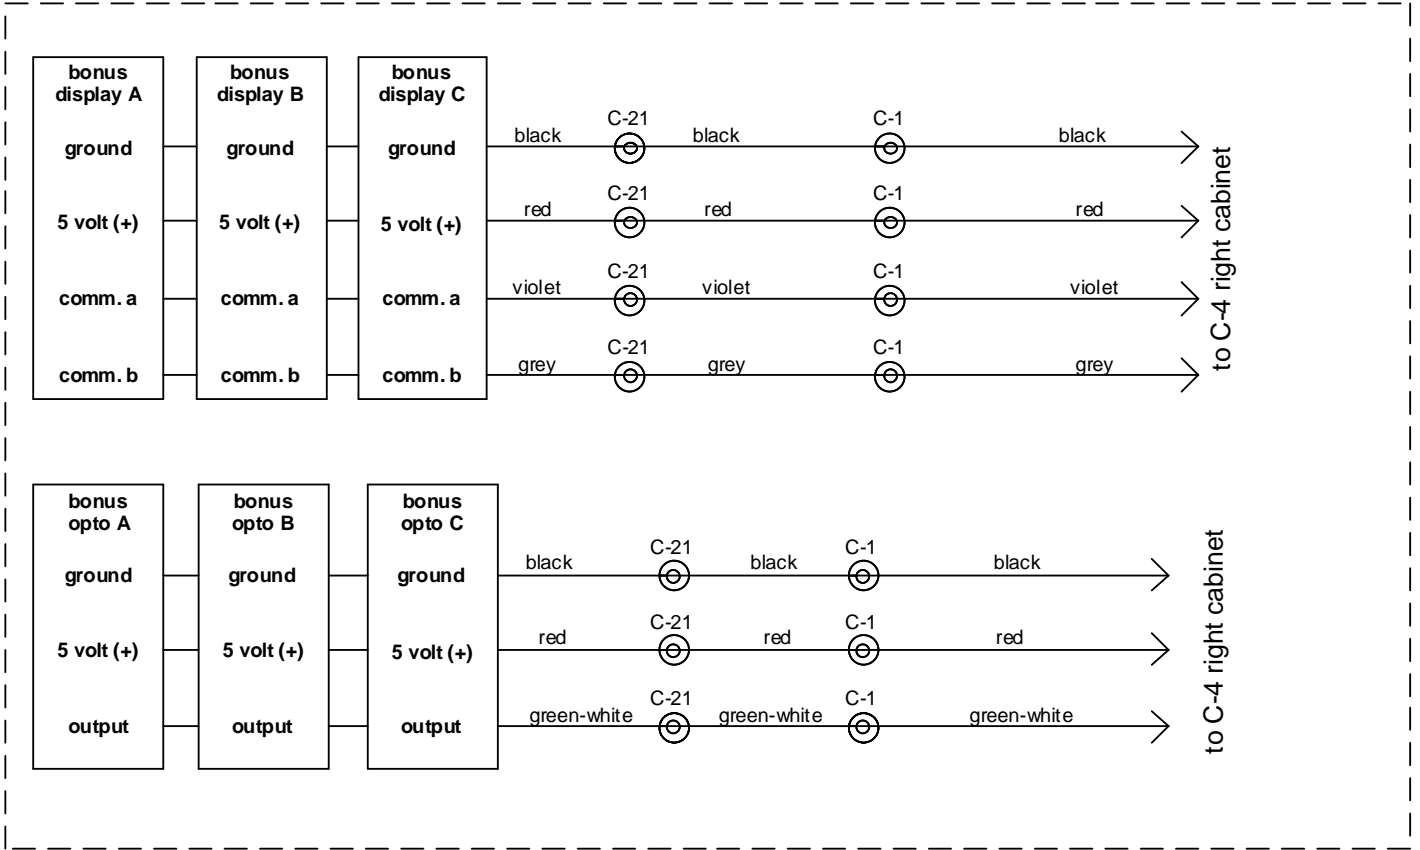 bonus
display A
bonus
display B
bonus
display C
ground
ground
ground
black
C-21
black
C-1
black
5 volt (+)
5 volt (+)
5 volt (+)
red
C-21
red
C-1
red
comm. a
comm. a
comm. a
violet
C-21
violet
C-1
violet
comm. b
comm. b
comm. b
grey
C-21
grey
C-1
grey
to C-4 right cabinet
bonus
opto A
bonus
opto B
bonus
opto C
ground
ground
ground
black
C-21
black
C-1
black
5 volt (+)
5 volt (+)
5 volt (+)
red
C-21
red
C-1
red
output
output
output
green-white
C-21
green-white
C-1
green-white
to C-4 right cabinet